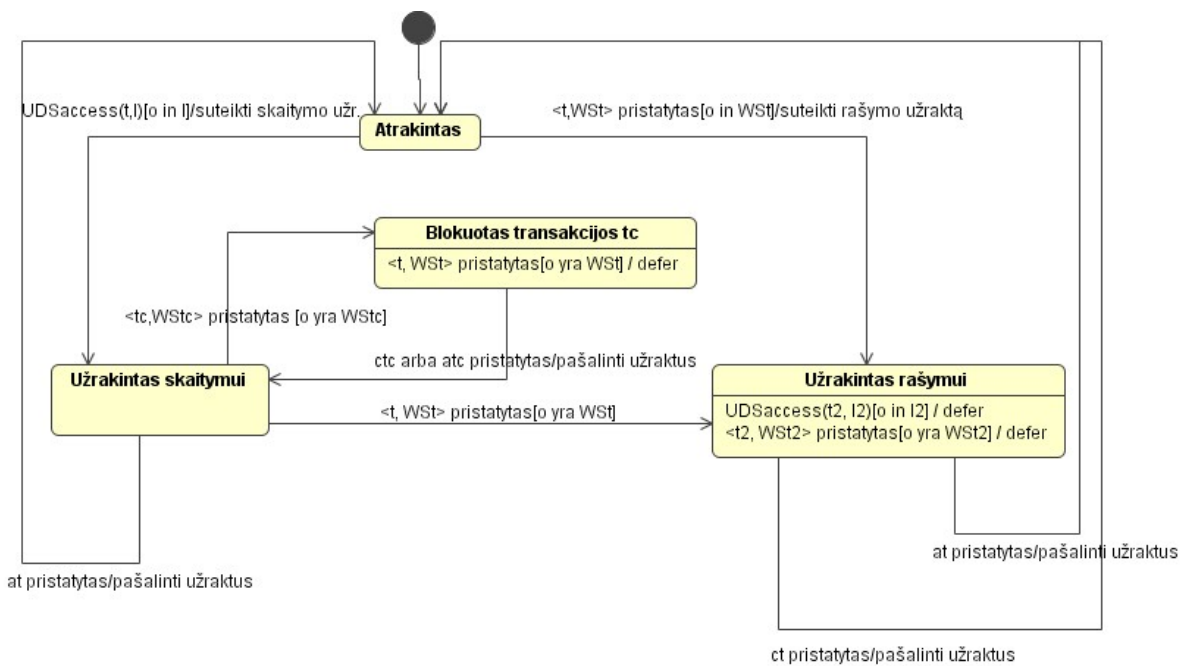 UDSaccess(t,I)[o in I]/suteikti skaitymo užr.
<t,WSt> pristatytas[o in WSt]/suteikti rašymo užraktą
Atrakintas
Blokuotas transakcijos tc
<t, WSt> pristatytas[o yra WSt] / defer
<tc,WStc> pristatytas [o yra WStc]
ctc arba atc pristatytas/pašalinti užraktus
Užrakintas skaitymui
Užrakintas rašymui
<t, WSt> pristatytas[o yra WSt]
UDSaccess(t2, I2)[o in I2] / defer
<t2, WSt2> pristatytas[o yra WSt2] / defer
at pristatytas/pašalinti užraktus
at pristatytas/pašalinti užraktus
ct pristatytas/pašalinti užraktus